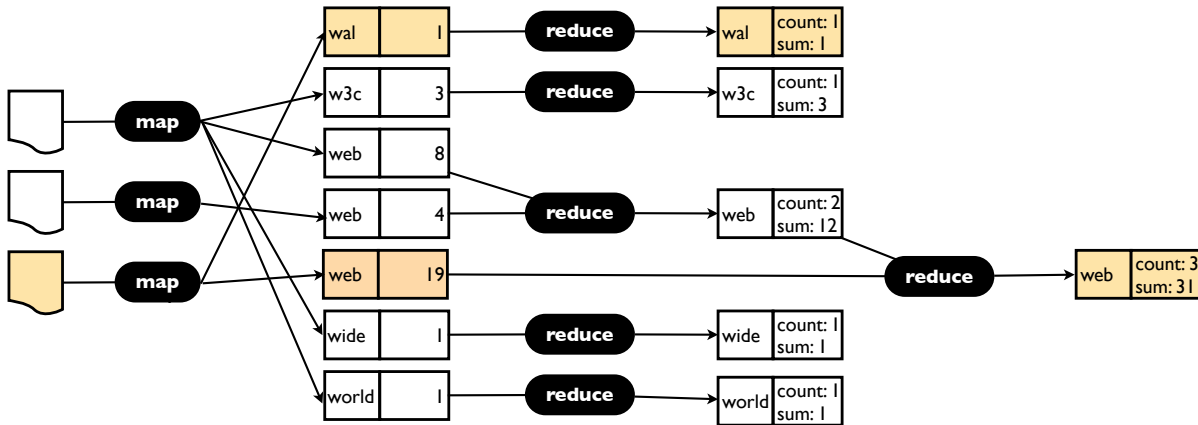 wal 1 reduce wal count: 1
sum: 1
w3c 3 reduce w3c count: 1
sum: 3
map
web 8
map
web 4 reduce web count: 2
sum: 12
map
web 19 reduce web count: 3
sum: 31
wide 1 reduce wide count: 1
sum: 1
world 1 reduce world count: 1
sum: 1